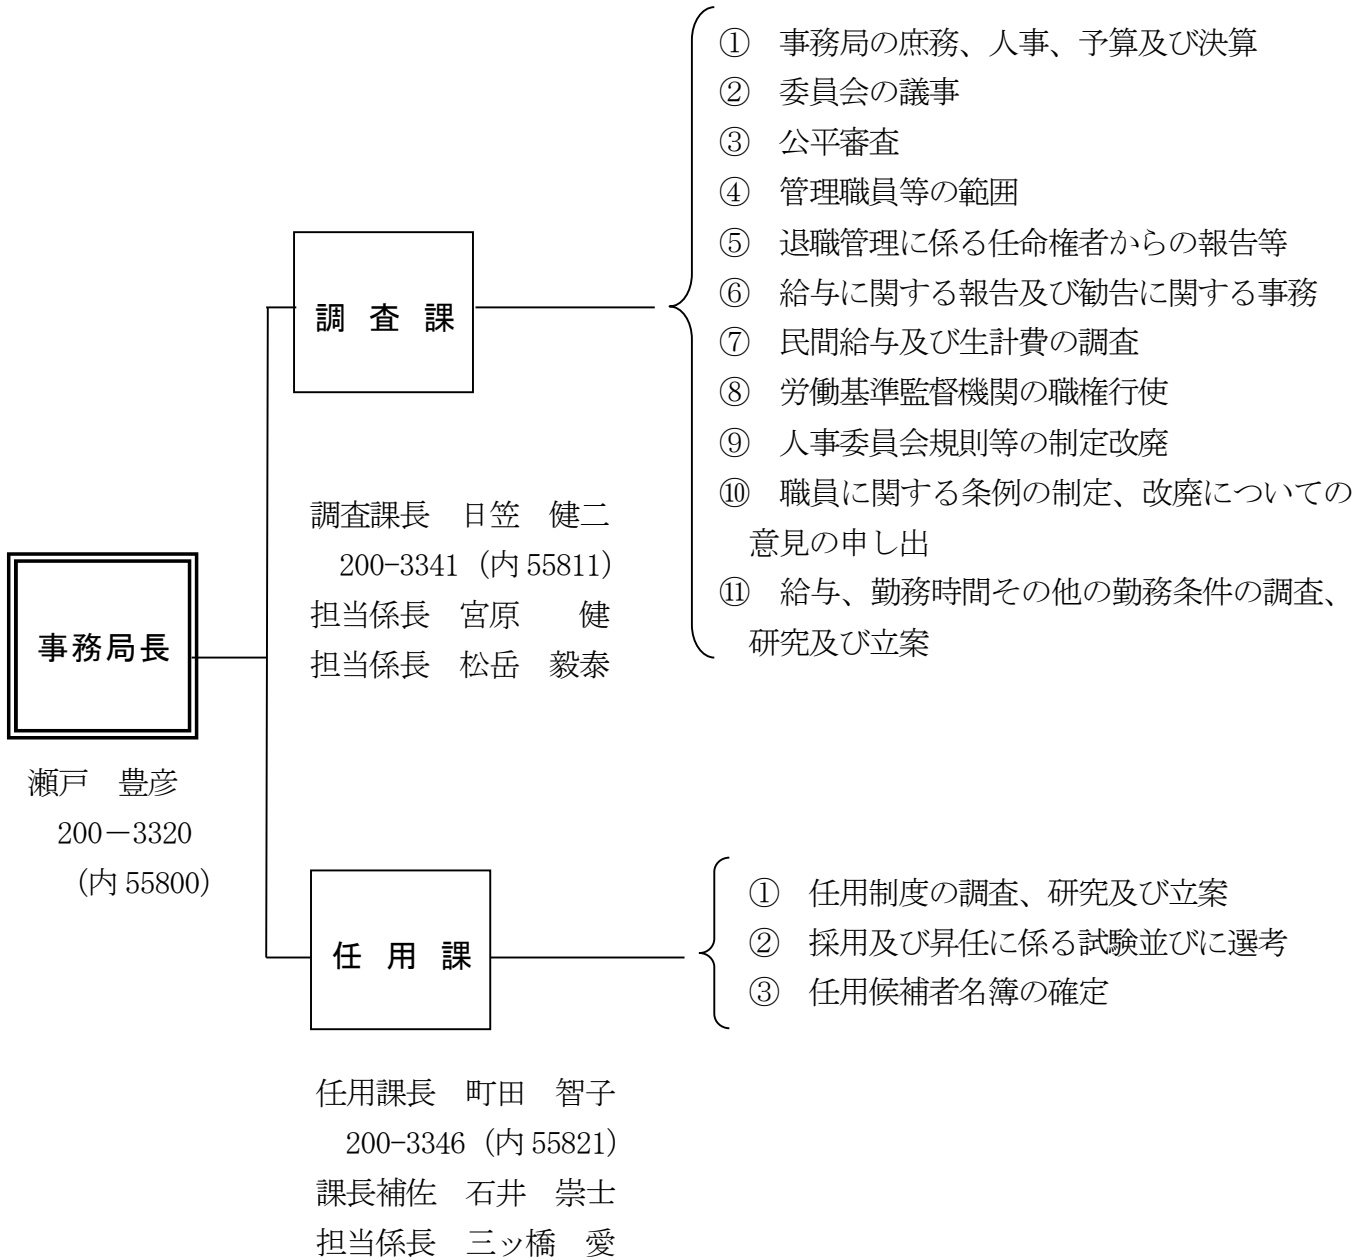 事務局長
瀬戸　豊彦
200－3320
（内 55800）
調 査 課
調査課長　日笠　健二
200-3341（内 55811）
担当係長　宮原　　健
担当係長　松岳　毅泰
①　事務局の庶務、人事、予算及び決算
②　委員会の議事
③　公平審査
④　管理職員等の範囲
⑤　退職管理に係る任命権者からの報告等
⑥　給与に関する報告及び勧告に関する事務
⑦　民間給与及び生計費の調査
⑧　労働基準監督機関の職権行使
⑨　人事委員会規則等の制定改廃
⑩　職員に関する条例の制定、改廃についての
意見の申し出
⑪　給与、勤務時間その他の勤務条件の調査、
研究及び立案
任 用 課
任用課長　町田　智子
200-3346（内 55821）
課長補佐　石井　崇士
担当係長　三ッ橋　愛
①　任用制度の調査、研究及び立案
②　採用及び昇任に係る試験並びに選考
③　任用候補者名簿の確定